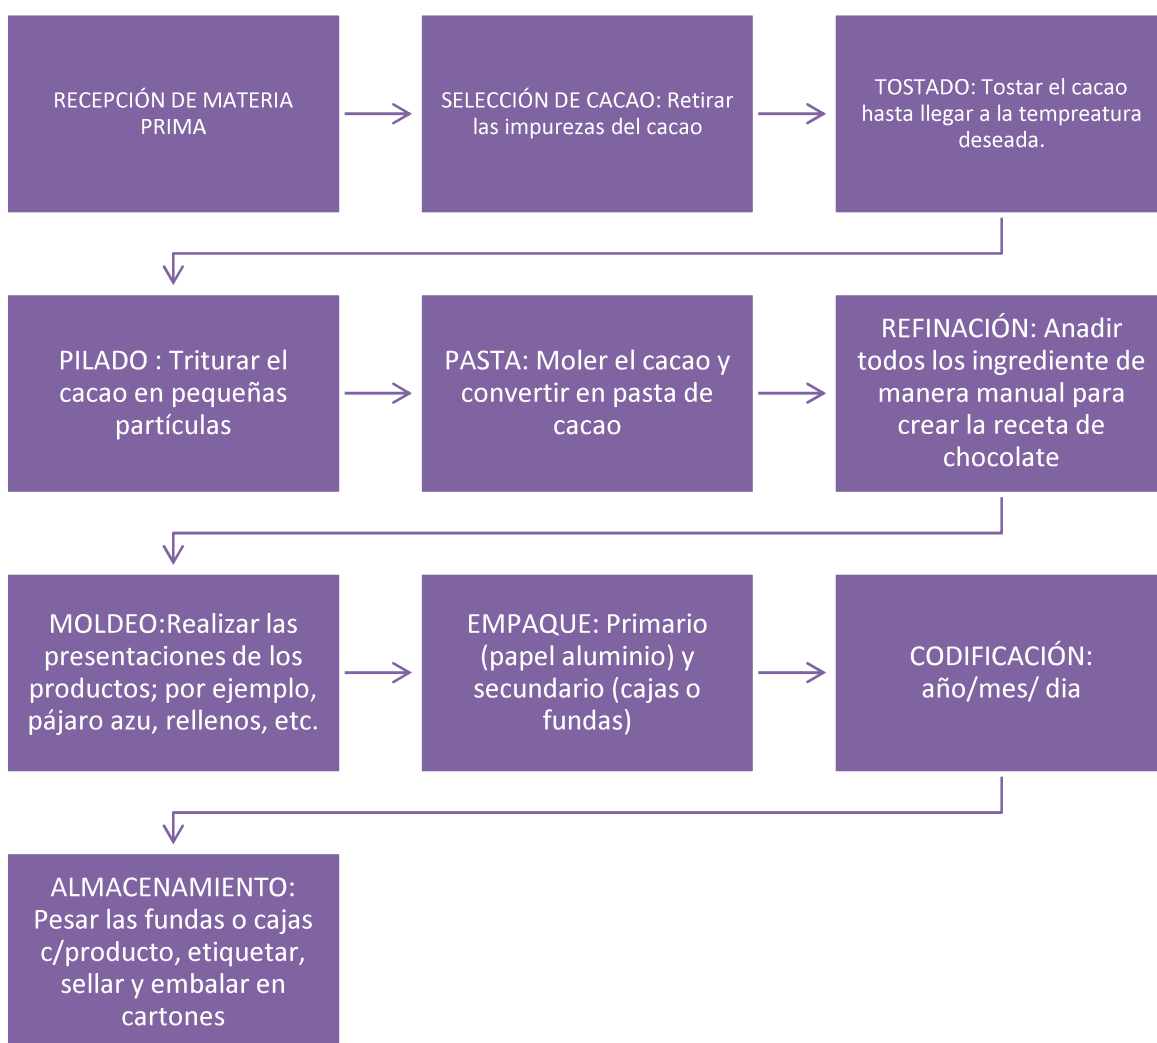 RECEPCIÓN DE MATERIA
PRIMA
SELECCIÓN DE CACAO: Retirar
las impurezas del cacao
TOSTADO: Tostar el cacao
hasta llegar a la tempreatura
deseada.
PILADO : Triturar el
cacao en pequeñas
partículas
PASTA: Moler el cacao y
convertir en pasta de
cacao
REFINACIÓN: Anadir
todos los ingrediente de
manera manual para
crear la receta de
chocolate
MOLDEO:Realizar las
presentaciones de los
productos; por ejemplo,
pájaro azu, rellenos, etc.
EMPAQUE: Primario
(papel aluminio) y
secundario (cajas o
fundas)
CODIFICACIÓN:
año/mes/ dia
ALMACENAMIENTO:
Pesar las fundas o cajas
c/producto, etiquetar,
sellar y embalar en
cartones